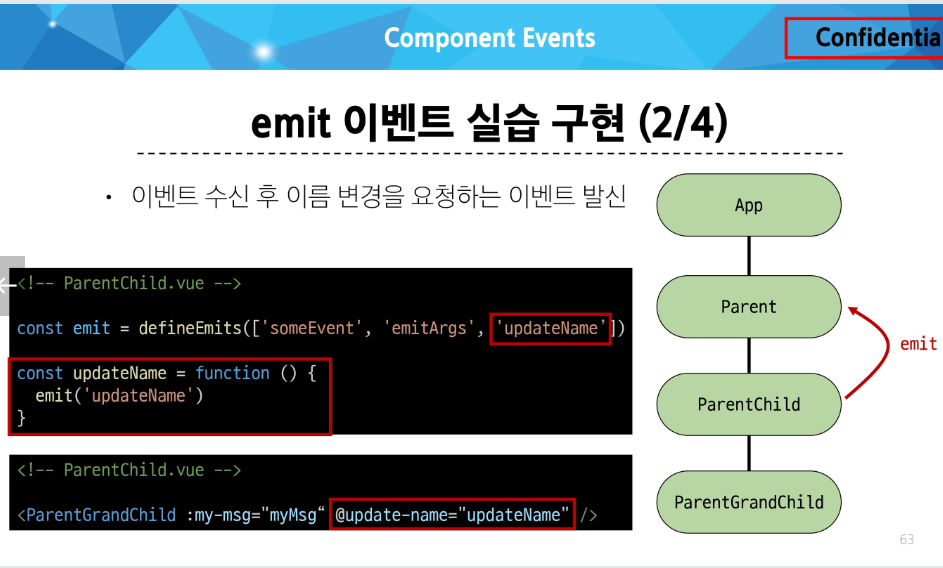 Component Events
Confidentia
emit 이벤트 실습 구현 (2/4)
• 이벤트 수신 후 이름 변경을 요청하는 이벤트 발신
<!-- ParentChild.vue -->
const emit = defineEmits(['someEvent', 'emitArgs', 'updateName'])
const updateName = function () {
  emit('updateName')
}
<!-- ParentChild.vue -->
<ParentGrandChild :my-msg="myMsg“ @update-name="updateName" />
App
Parent
emit
ParentChild
ParentGrandChild
63